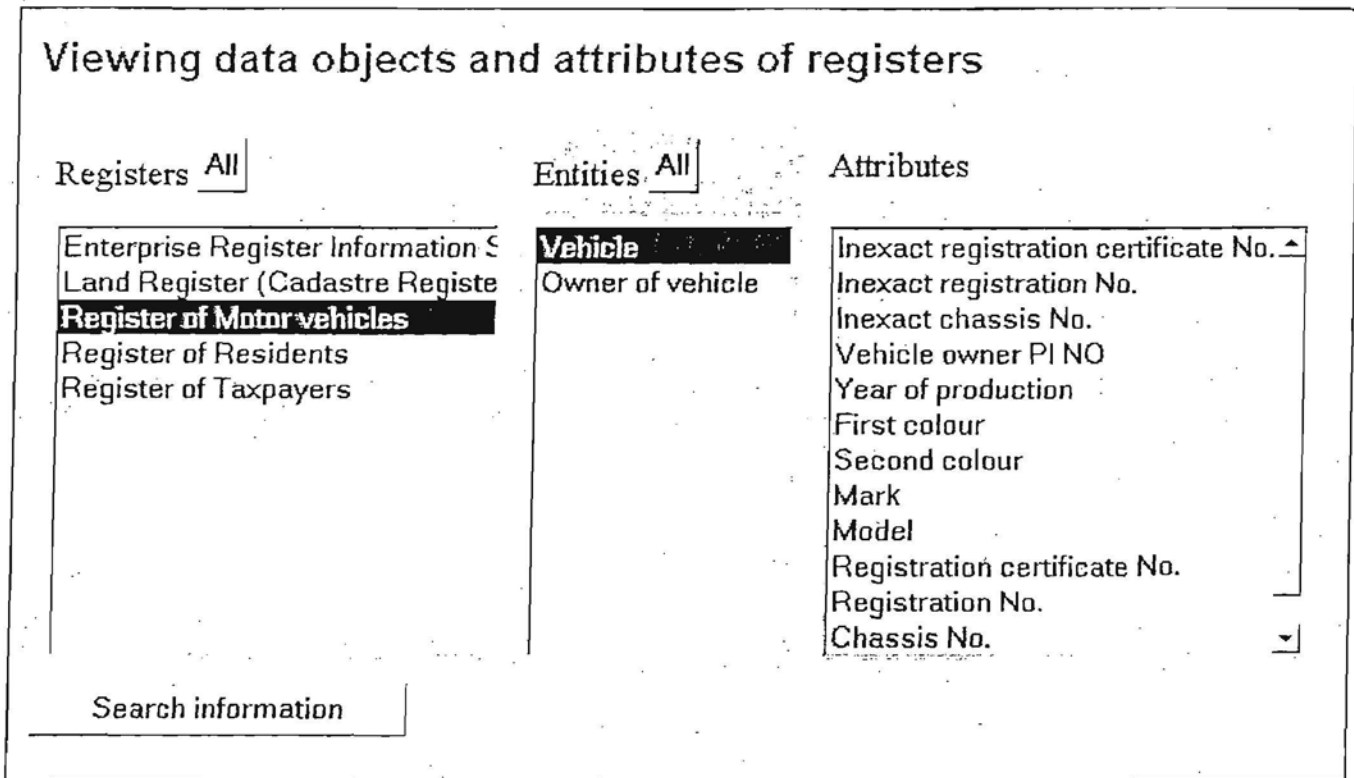 Viewing data objects and attributes of registers
Registers All
Entities All
Attributes
Enterprise Register Information S
Land Register (Cadastre Registe
Register of Motor vehicles
Register of Residents
Register of Taxpayers
Vehicle
Owner of vehicle
Inexact registration certificate No.
Inexact registration No.
Inexact chassis No.
Vehicle owner PI NO
Year of production
First colour
Second colour
Mark
Model
Registration certificate No.
Registration No.
Chassis No.
Search information